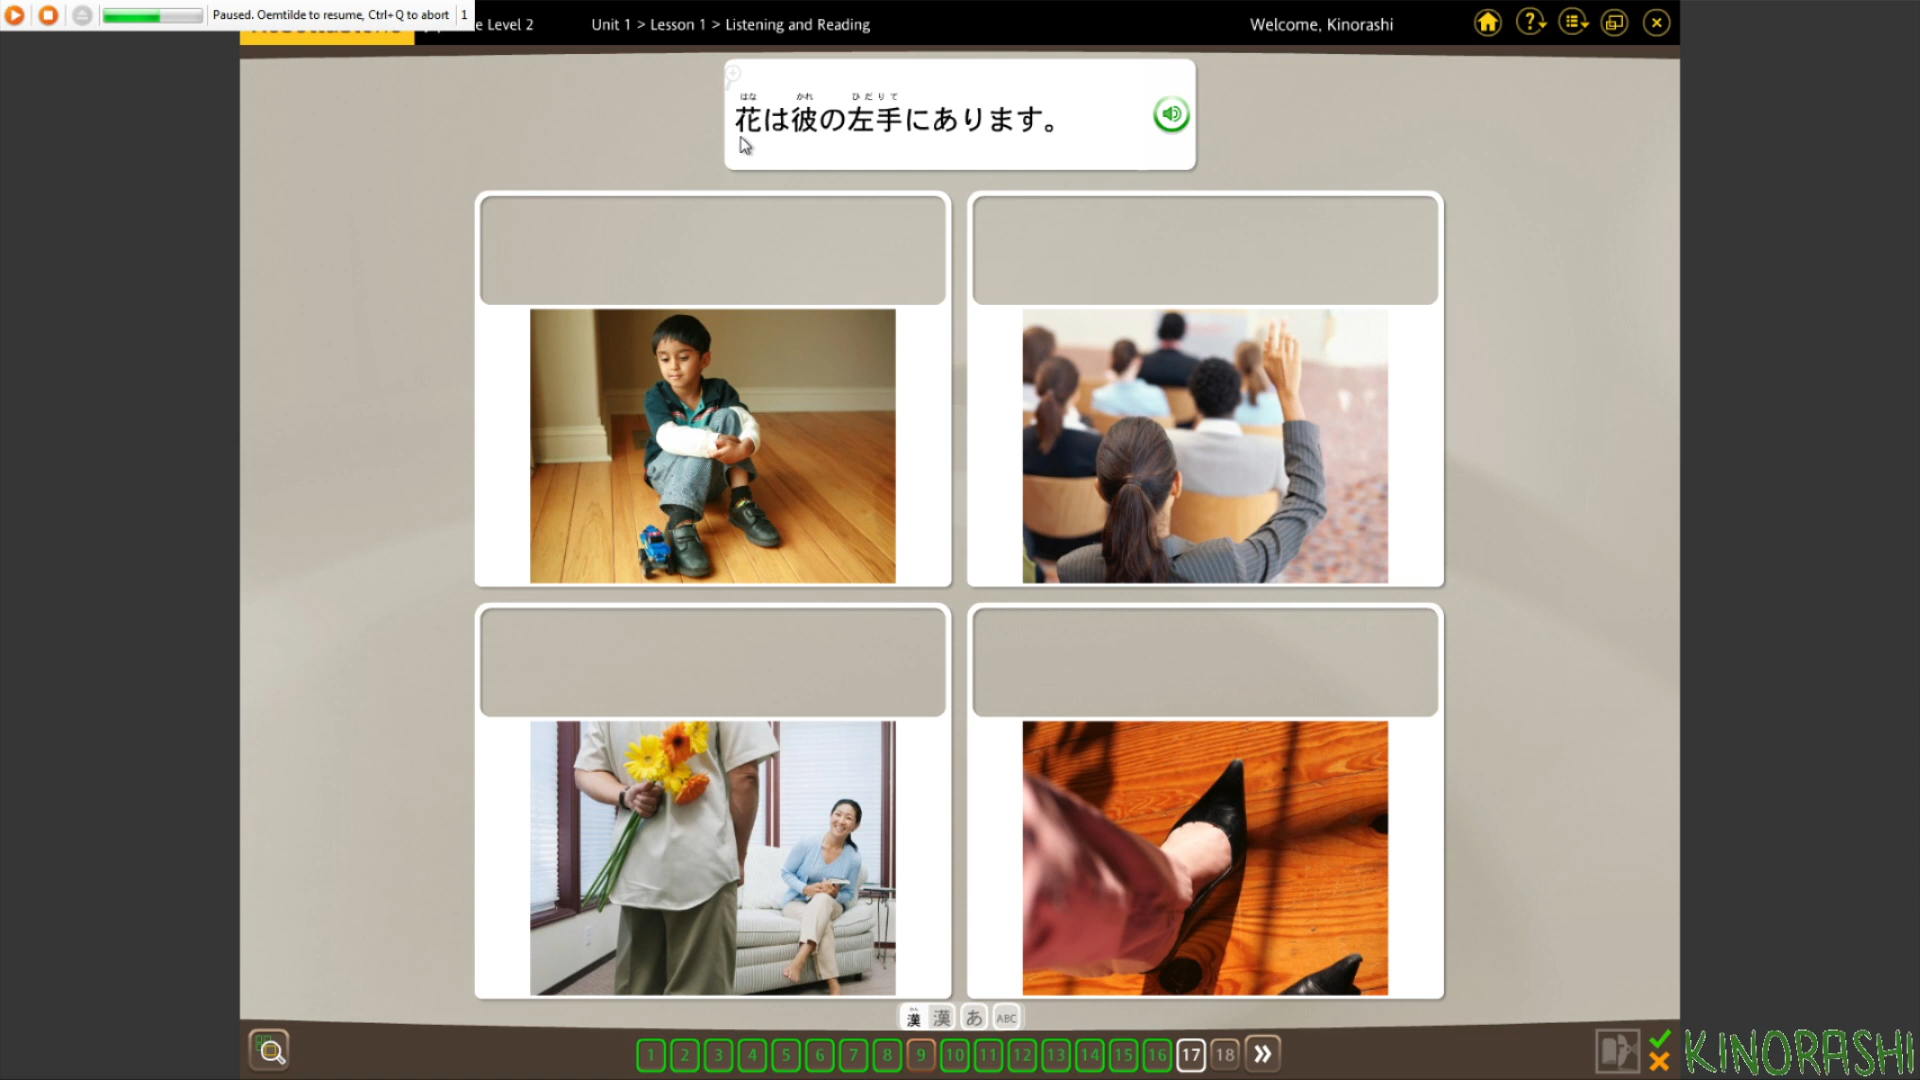 Paused. Oemtilde to resume, Ctrl+Q to abort 1
e Level 2
Unit 1 > Lesson 1 > Listening and Reading
Welcome, Kinorashi
はな かれ ひだりて
花は彼の左手にあります。
かん
漢 漢 あ ABC
1 2 3 4 5 6 7 8 9 10 11 12 13 14 15 16 17 18
KINORASHI